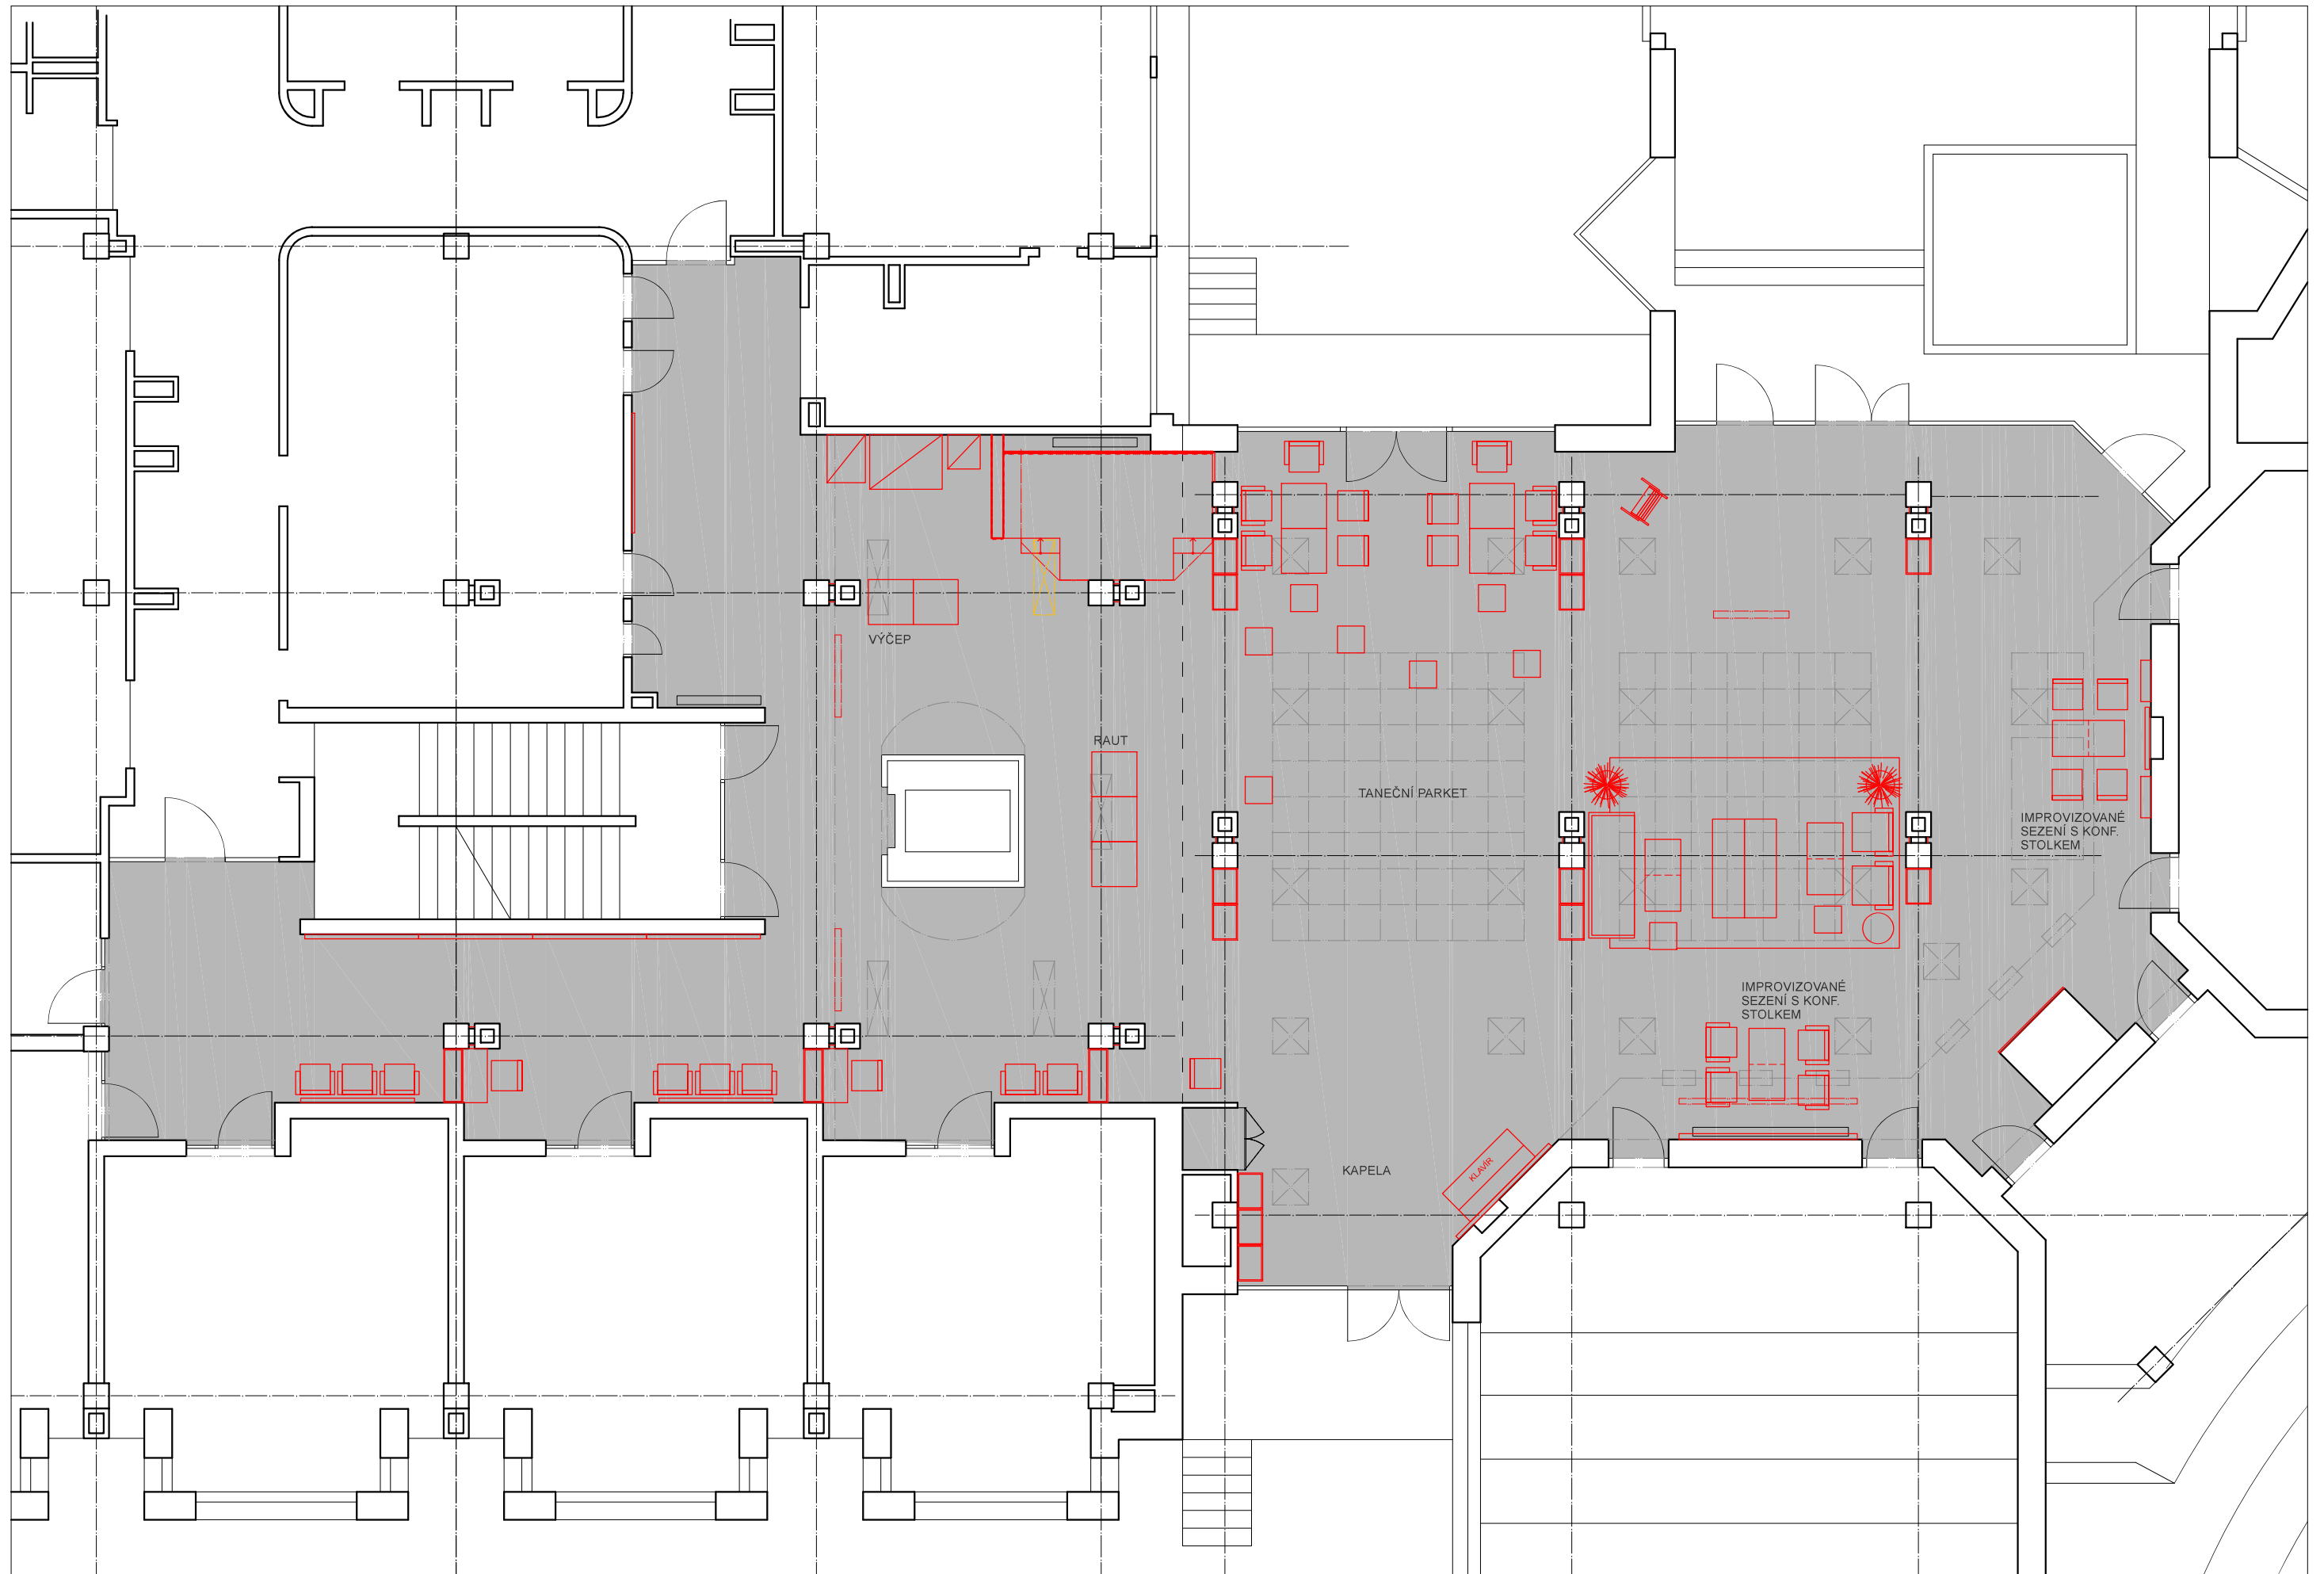 VÝČEP
RAUT
TANEČNÍ PARKET
IMPROVIZOVANÉ
SEZENÍ S KONF.
STOLKEM
IMPROVIZOVANÉ
SEZENÍ S KONF.
STOLKEM
KAPELA
KLAVÍR